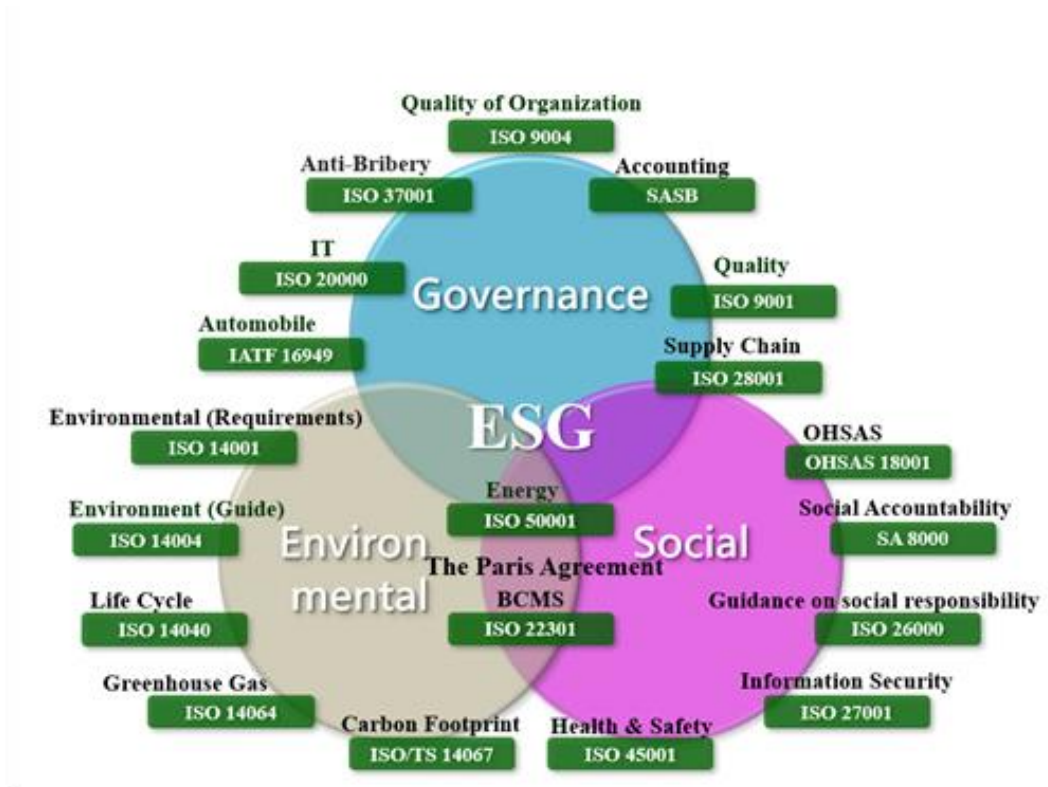 Quality of Organization
ISO 9004
Anti-Bribery
ISO 37001
Accounting
SASB
IT
ISO 20000
Governance
Quality
ISO 9001
Automobile
IATF 16949
Supply Chain
ISO 28001
Environmental (Requirements)
ISO 14001
ESG
OHSAS
OHSAS 18001
Energy
ISO 50001
Environment (Guide)
ISO 14004
Environ
mental
Social
Social Accountability
SA 8000
The Paris Agreement
BCMS
ISO 22301
Life Cycle
ISO 14040
Guidance on social responsibility
ISO 26000
Greenhouse Gas
ISO 14064
Information Security
ISO 27001
Carbon Footprint
ISO/TS 14067
Health & Safety
ISO 45001